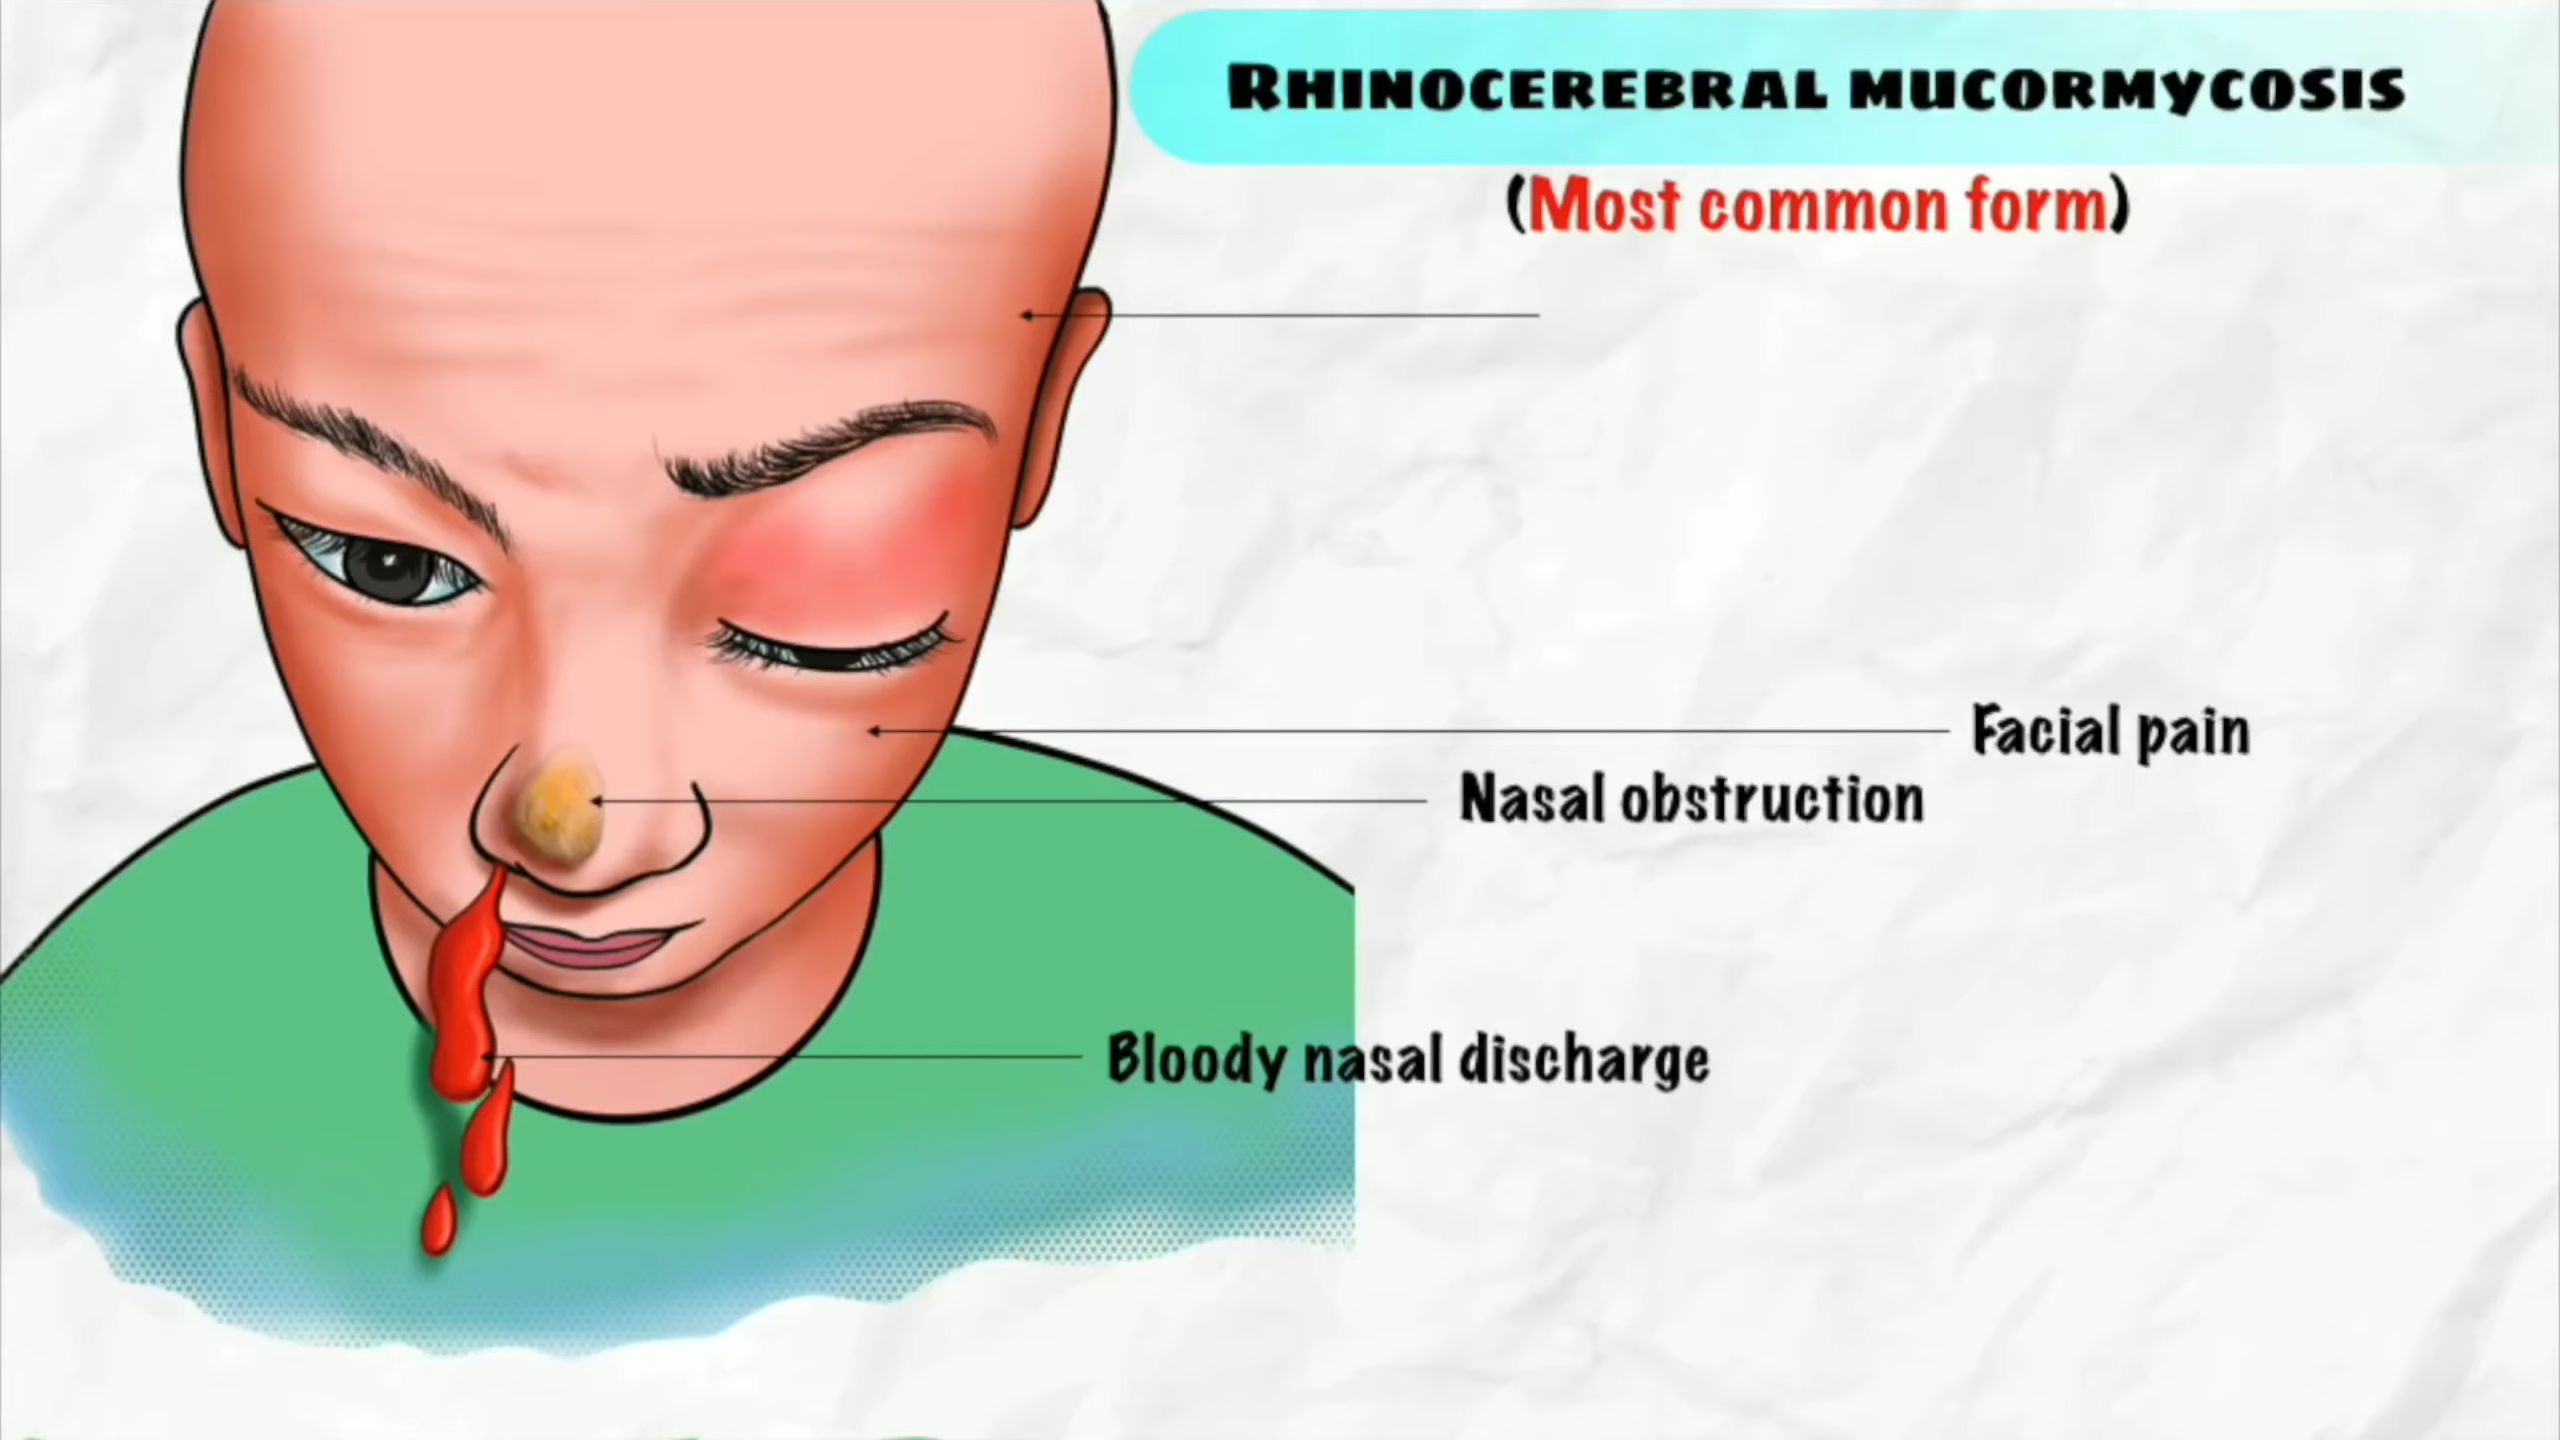 RHINOCEREBRAL MUCORMYCOSIS
(Most common form)
Facial pain
Nasal obstruction
Bloody nasal discharge